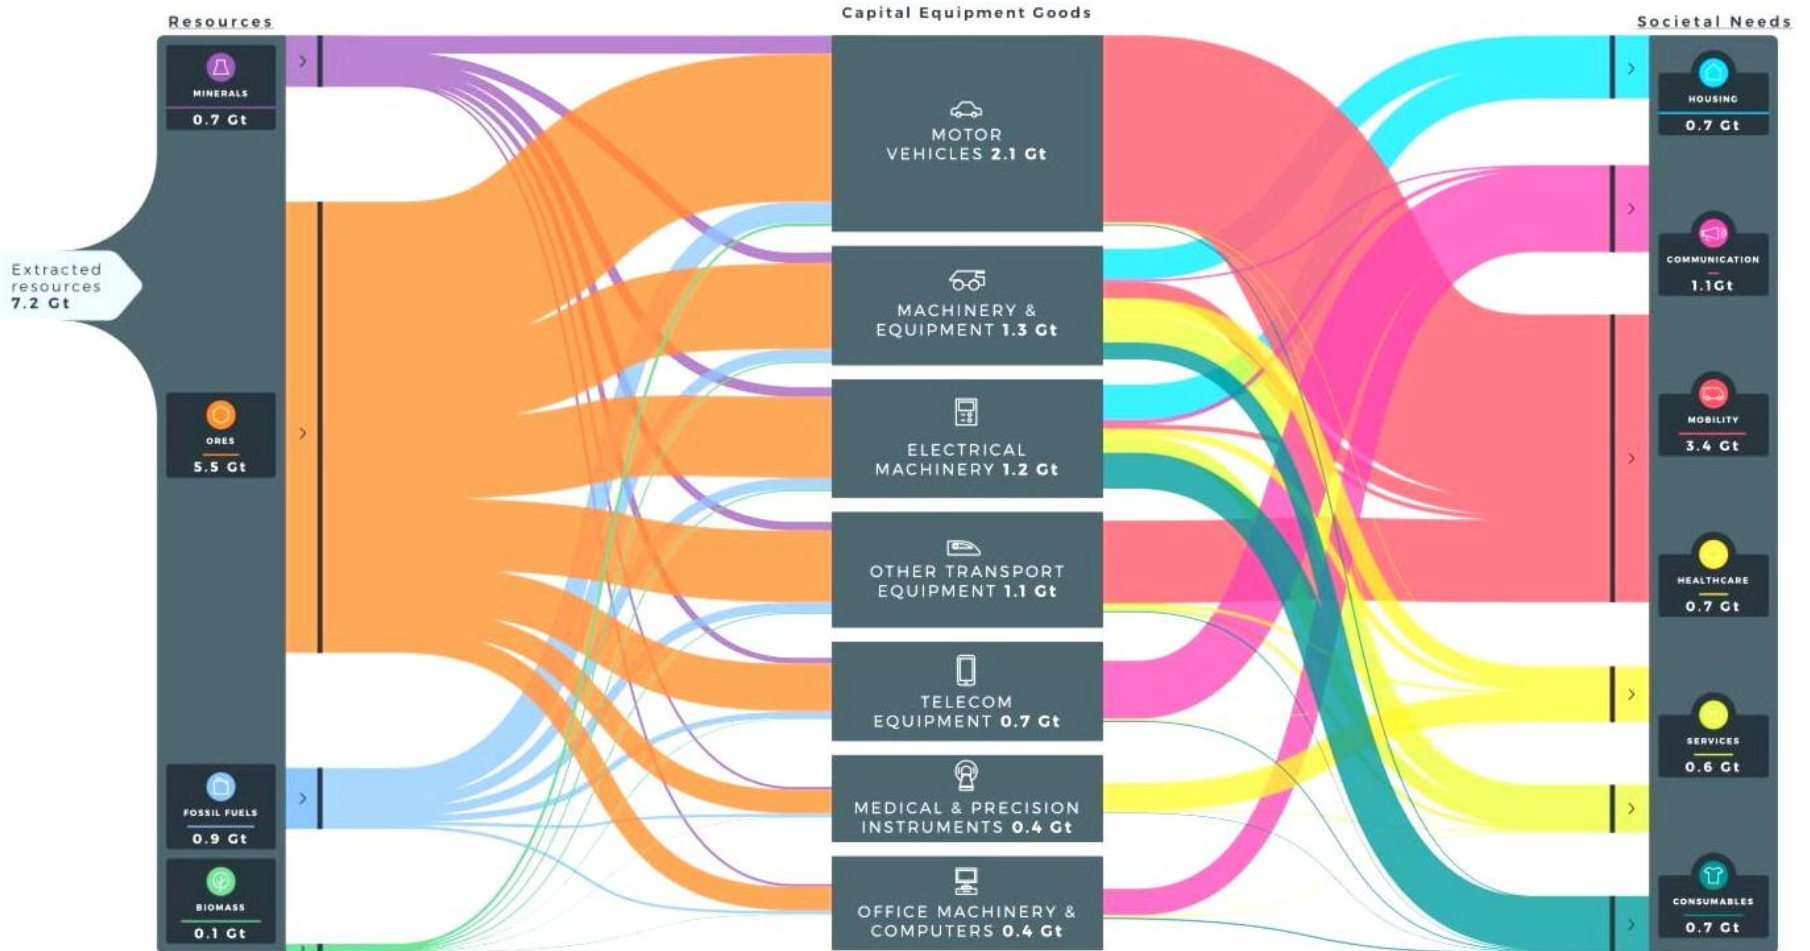 Resources
Capital Equipment Goods
Societal Needs
MINERALS
0.7 Gt
Extracted
resources
7.2 Gt
ORES
5.5 Gt
FOSSIL FUELS
0.9 Gt
BIOMASS
0.1 Gt
MOTOR
VEHICLES 2.1 Gt
MACHINERY &
EQUIPMENT 1.3 Gt
ELECTRICAL
MACHINERY 1.2 Gt
OTHER TRANSPORT
EQUIPMENT 1.1 Gt
TELECOM
EQUIPMENT 0.7 Gt
MEDICAL & PRECISION
INSTRUMENTS 0.4 Gt
OFFICE MACHINERY &
COMPUTERS 0.4 Gt
HOUSING
0.7 Gt
COMMUNICATION
1.1Gt
MOBILITY
3.4 Gt
HEALTHCARE
0.7 Gt
SERVICES
0.6 Gt
CONSUMABLES
0.7 Gt